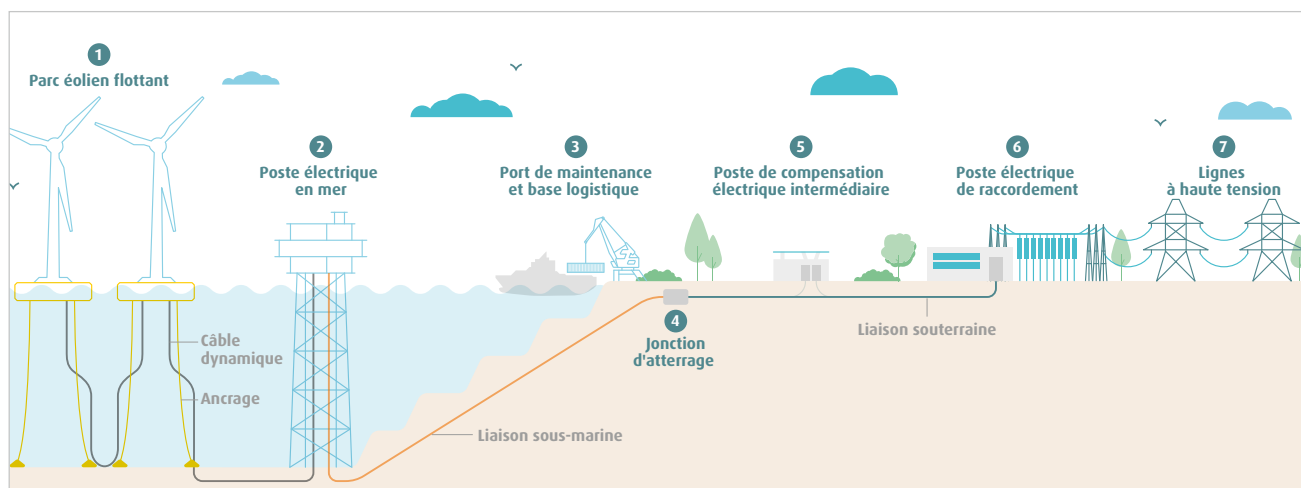 1
Parc éolien flottant
2
Poste électrique
en mer
3
Port de maintenance
et base logistique
5
Poste de compensation
électrique intermédiaire
6
Poste électrique
de raccordement
7
Lignes
à haute tension
4
Jonction
d'atterrage
Liaison souterraine
Câble
dynamique
Ancrage
Liaison sous-marine